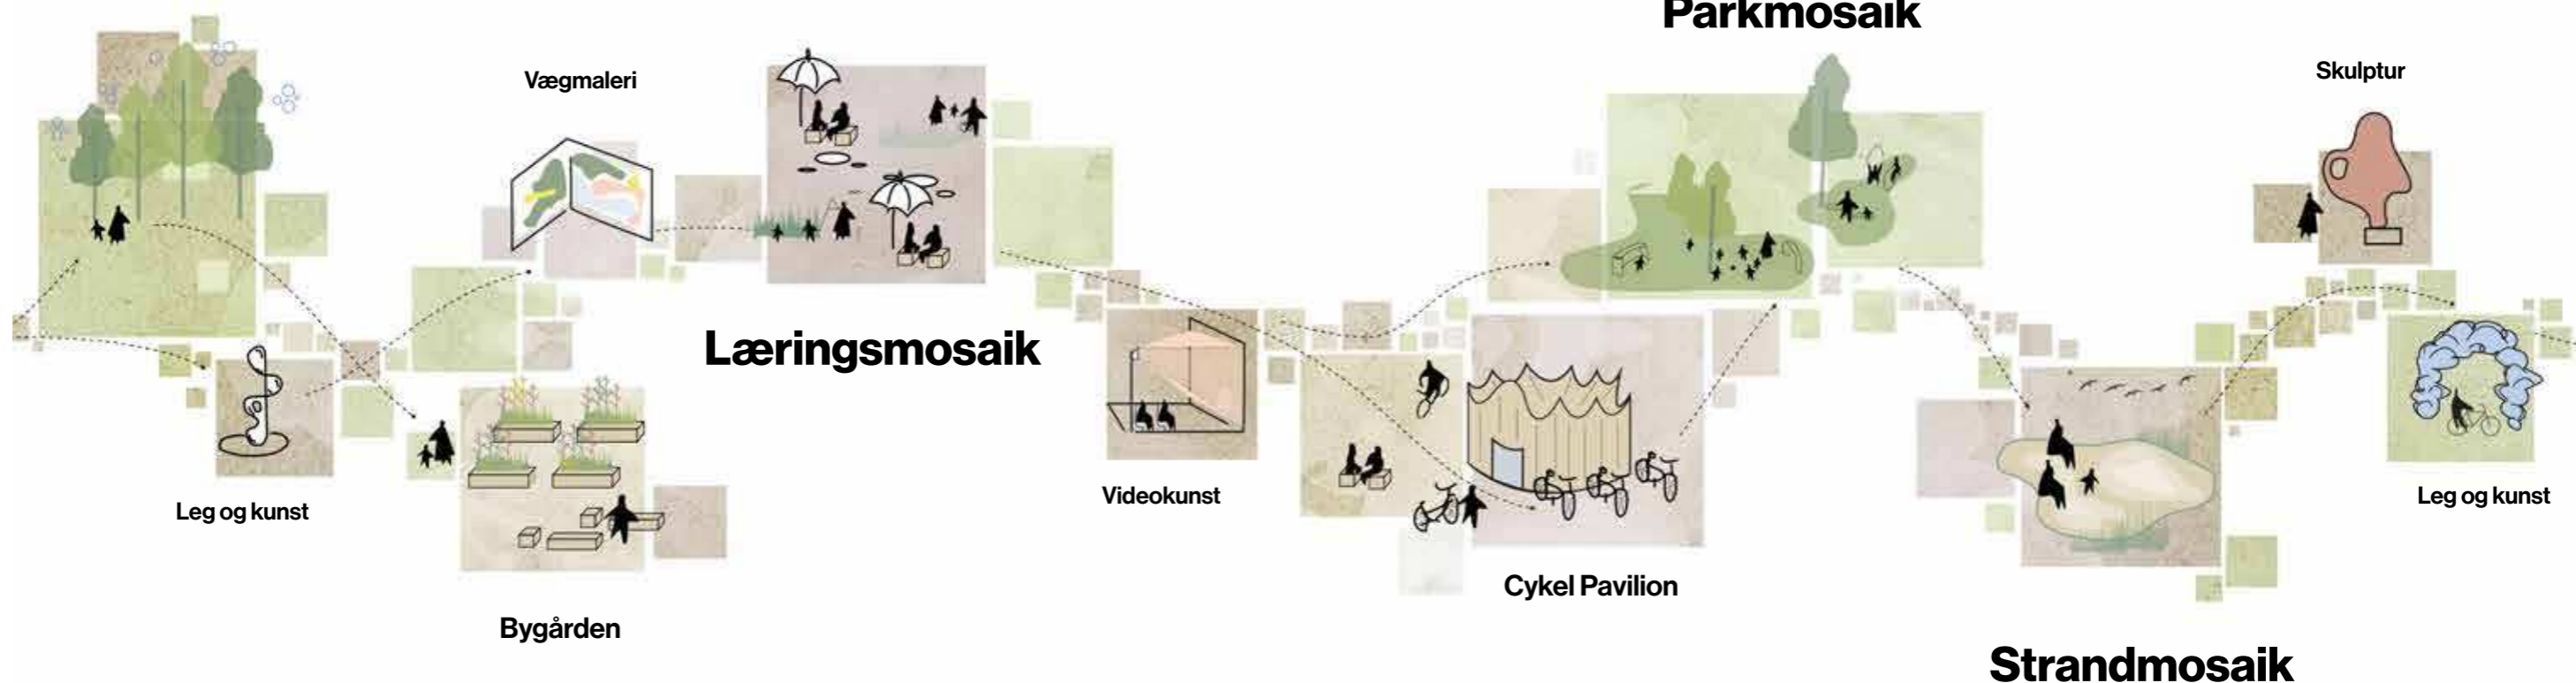 Parkmosaik
Vægmaleri
Skulptur
Læringsmosaik
Leg og kunst
Videokunst
Leg og kunst
Cykel Pavilion
Bygården
Strandmosaik